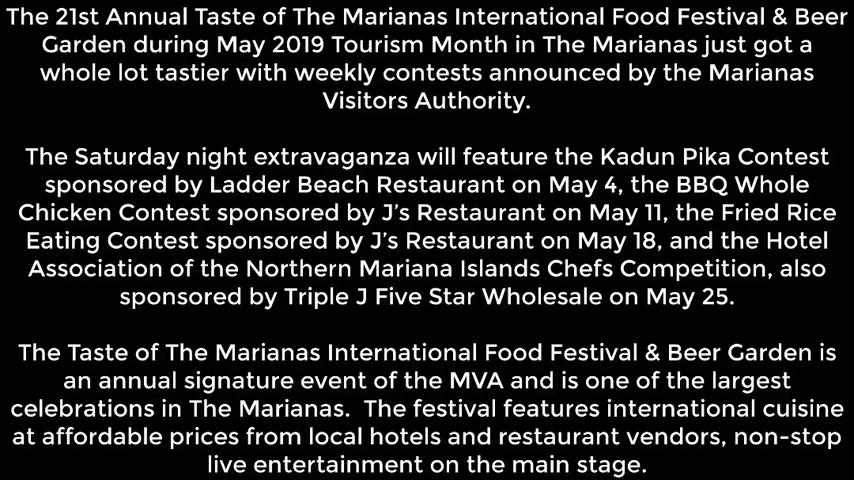 The 21st Annual Taste of The Marianas International Food Festival & Beer
Garden during May 2019 Tourism Month in The Marianas just got a
whole lot tastier with weekly contests announced by the Marianas
Visitors Authority.
The Saturday night extravaganza will feature the Kadun Pika Contest
sponsored by Ladder Beach Restaurant on May 4, the BBQ Whole
Chicken Contest sponsored by J’s Restaurant on May 11, the Fried Rice
Eating Contest sponsored by J’s Restaurant on May 18, and the Hotel
Association of the Northern Mariana Islands Chefs Competition, also
sponsored by Triple J Five Star Wholesale on May 25.
The Taste of The Marianas International Food Festival & Beer Garden is
an annual signature event of the MVA and is one of the largest
celebrations in The Marianas.  The festival features international cuisine
at affordable prices from local hotels and restaurant vendors, non-stop
live entertainment on the main stage.